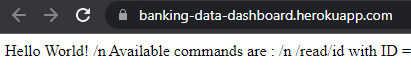 banking-data-dashboard.herokuapp.com
Hello World! /n Available commands are : /n /read/id with ID =